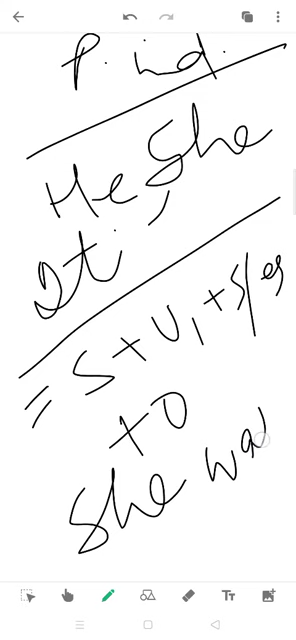 P. ind.
He, She
It
= S + V1 + S/es
+ O
She wa